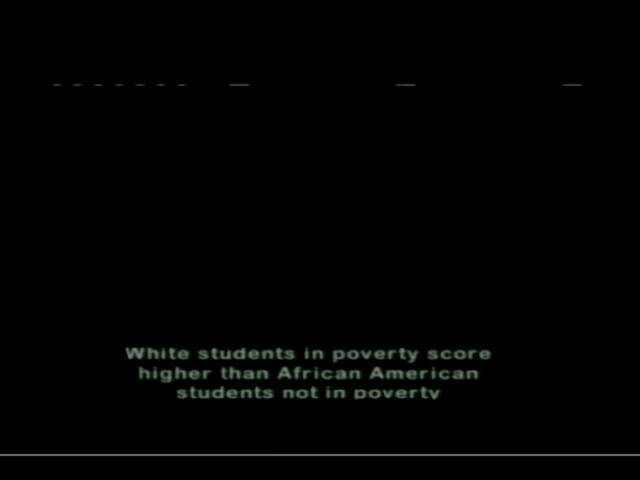 White students in poverty score
higher than African American
students not in poverty